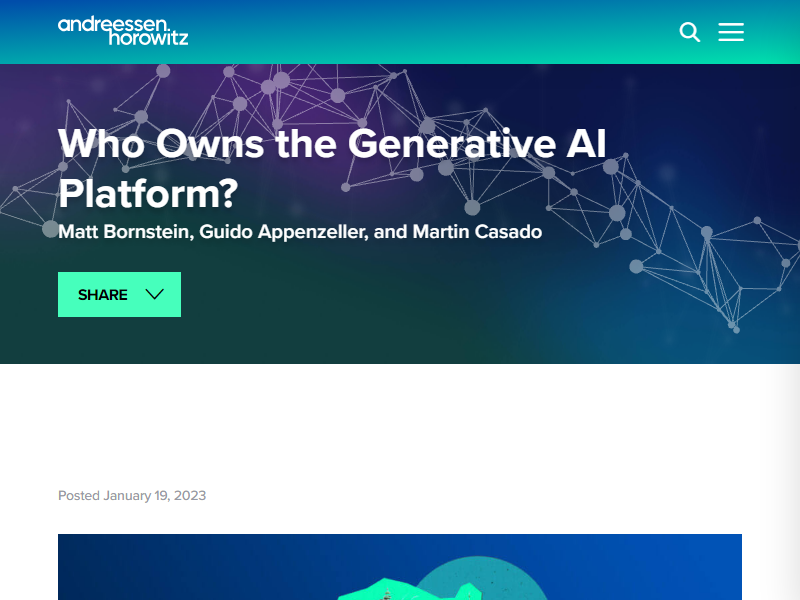 andreessen.
horowitz
Who Owns the Generative AI
Platform?
Matt Bornstein, Guido Appenzeller, and Martin Casado
SHARE
Posted January 19, 2023